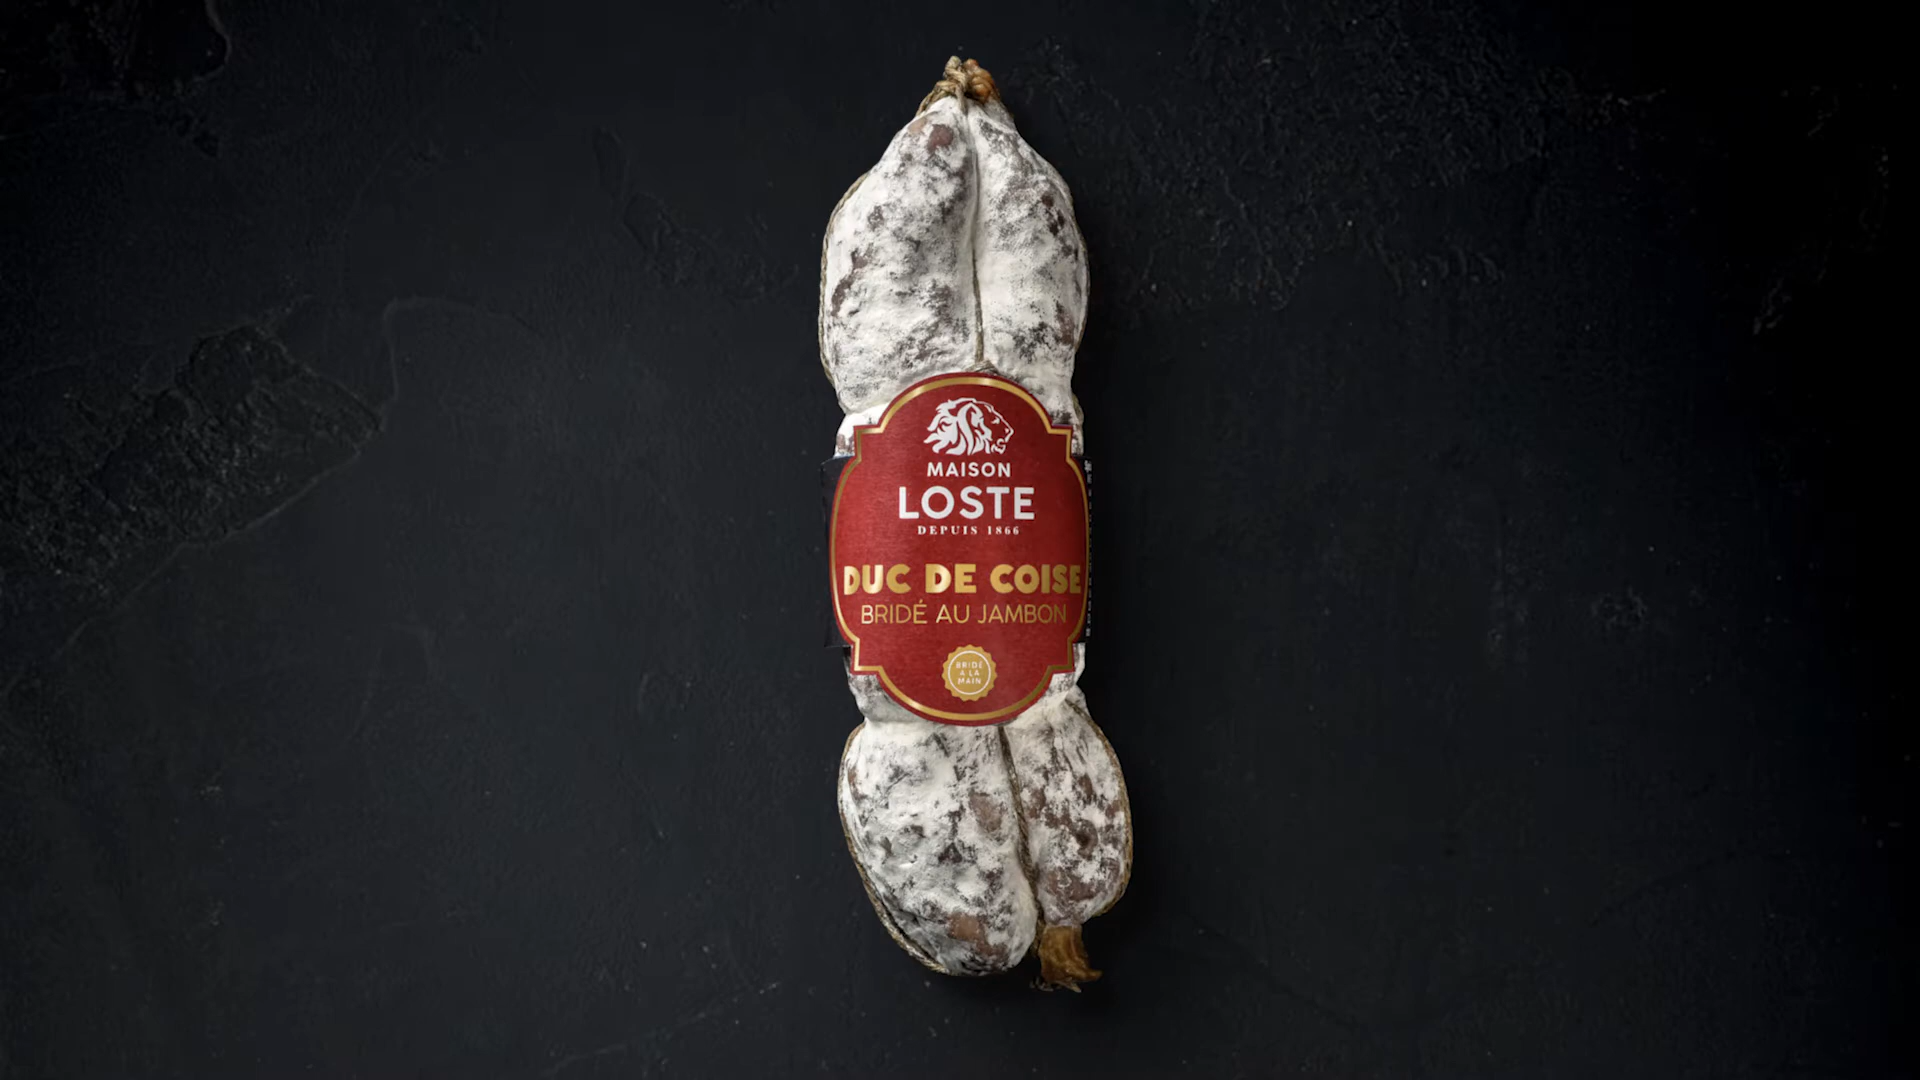 MAISON
LOSTE
DEPUIS 1866
DUC DE COISE
BRIDÉ AU JAMBON
BRIDÉ
À LA
MAIN